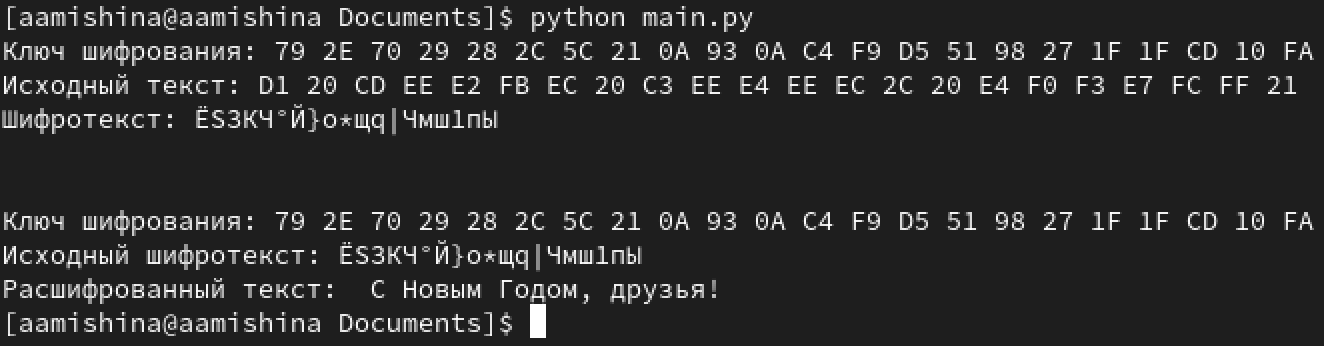 [aamishina@aamishina Documents]$ python main.py
Ключ шифрования: 79 2E 70 29 28 2C 5C 21 0A 93 0A C4 F9 D5 51 98 27 1F 1F CD 10 FA
Исходный текст: D1 20 CD EE E2 FB EC 20 C3 EE E4 EE EC 2C 20 E4 F0 F3 E7 FC FF 21
Шифротекст: ЁSЗКЧ°Й}о*щq|Чмш1пЫ
Ключ шифрования: 79 2E 70 29 28 2C 5C 21 0A 93 0A C4 F9 D5 51 98 27 1F 1F CD 10 FA
Исходный шифротекст: ЁSЗКЧ°Й}о*щq|Чмш1пЫ
Расшифрованный текст:  С Новым Годом, друзья!
[aamishina@aamishina Documents]$